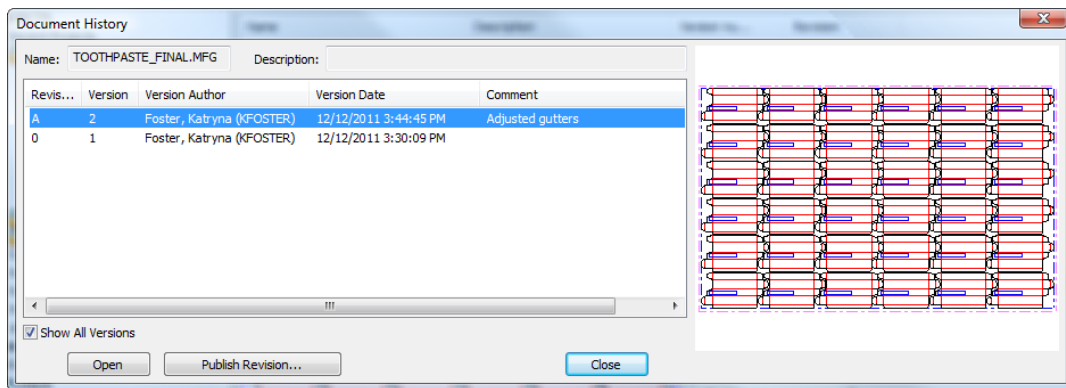 Document History
Name: TOOTHPASTE_FINAL.MFG Description:
Revis... Version Version Author Version Date Comment
A 2 Foster, Katryna (KFOSTER) 12/12/2011 3:44:45 PM Adjusted gutters
0 1 Foster, Katryna (KFOSTER) 12/12/2011 3:30:09 PM
Show All Versions
Open Publish Revision... Close